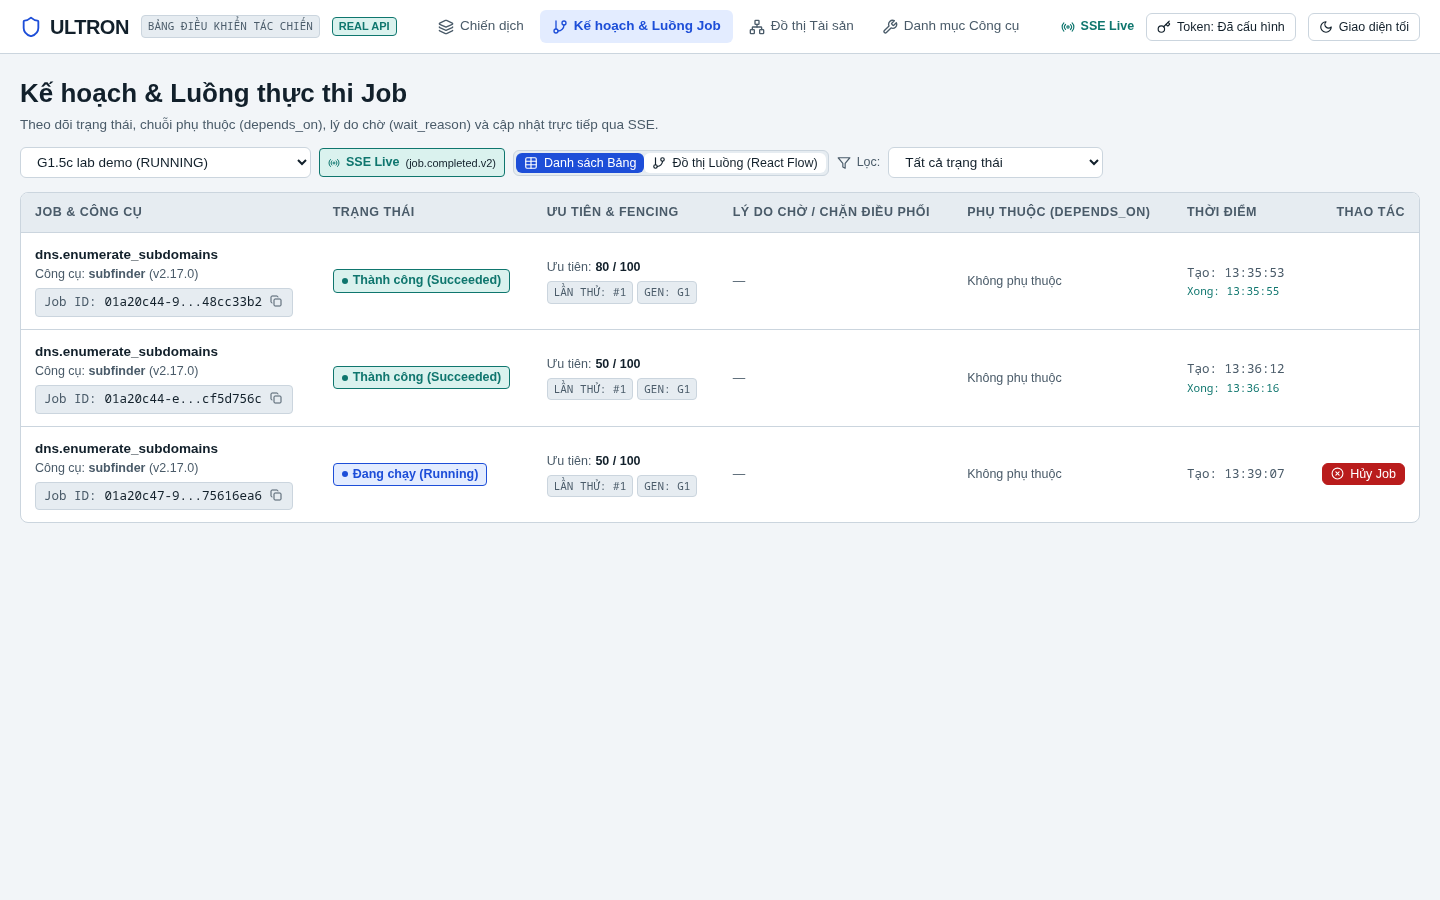 ULTRON
BẢNG ĐIỀU KHIỂN TÁC CHIẾN
REAL API
Chiến dịch
Kế hoạch & Luồng Job
Đồ thị Tài sản
Danh mục Công cụ
SSE Live
Token: Đã cấu hình
Giao diện tối
Kế hoạch & Luồng thực thi Job
Theo dõi trạng thái, chuỗi phụ thuộc (depends_on), lý do chờ (wait_reason) và cập nhật trực tiếp qua SSE.
G1.5c lab demo (RUNNING)
SSE Live (job.completed.v2)
Danh sách Bảng
Đồ thị Luồng (React Flow)
Lọc:
Tất cả trạng thái
JOB & CÔNG CỤ
TRẠNG THÁI
ƯU TIÊN & FENCING
LÝ DO CHỜ / CHẶN ĐIỀU PHỐI
PHỤ THUỘC (DEPENDS_ON)
THỜI ĐIỂM
THAO TÁC
dns.enumerate_subdomains
Công cụ: subfinder (v2.17.0)
Job ID: 01a20c44-9...48cc33b2
Thành công (Succeeded)
Ưu tiên: 80 / 100
LẦN THỬ: #1
GEN: G1
—
Không phụ thuộc
Tạo: 13:35:53
Xong: 13:35:55
dns.enumerate_subdomains
Công cụ: subfinder (v2.17.0)
Job ID: 01a20c44-e...cf5d756c
Thành công (Succeeded)
Ưu tiên: 50 / 100
LẦN THỬ: #1
GEN: G1
—
Không phụ thuộc
Tạo: 13:36:12
Xong: 13:36:16
dns.enumerate_subdomains
Công cụ: subfinder (v2.17.0)
Job ID: 01a20c47-9...75616ea6
Đang chạy (Running)
Ưu tiên: 50 / 100
LẦN THỬ: #1
GEN: G1
—
Không phụ thuộc
Tạo: 13:39:07
Hủy Job